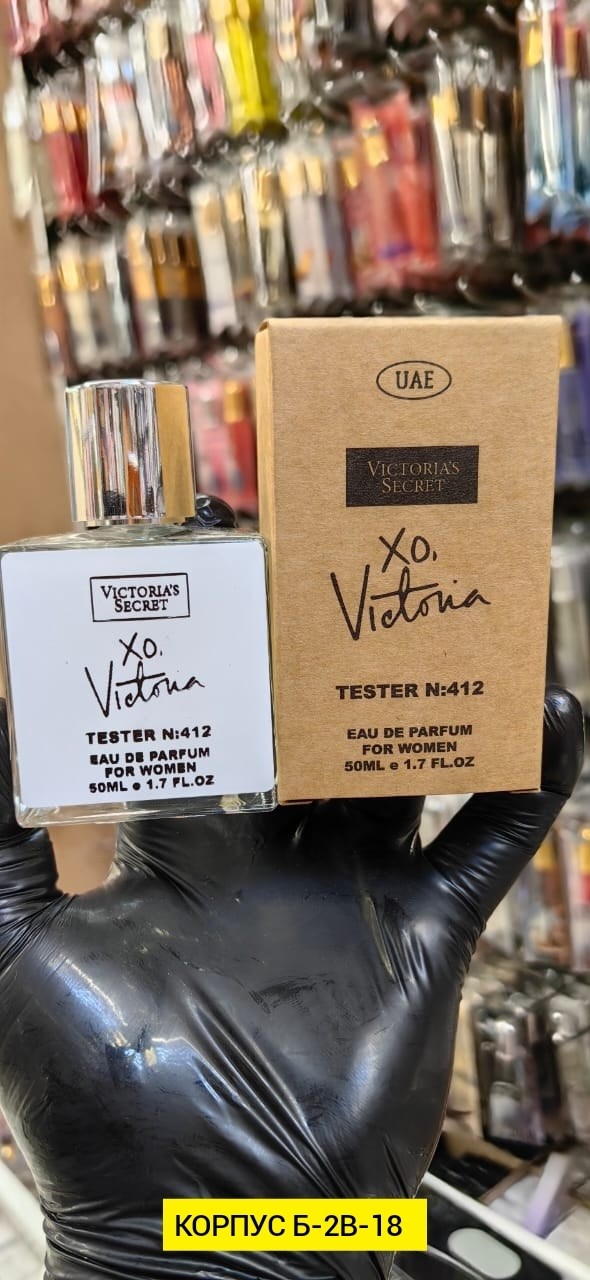 UAE
VICTORIA'S
SECRET
XO,
Victoria
TESTER N:412
EAU DE PARFUM
FOR WOMEN
50ML e 1.7 FL.OZ
VICTORIA'S
SECRET
XO,
Victoria
TESTER N:412
EAU DE PARFUM
FOR WOMEN
50ML e 1.7 FL.OZ
КОРПУС Б-2В-18